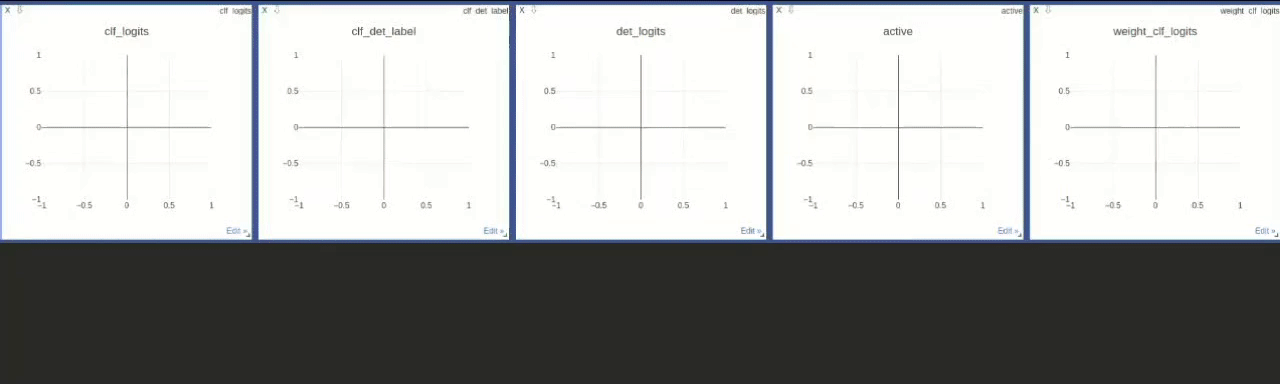 X ⇩ clf_logits
clf_logits
1
0.5
0
−0.5
−1
−1 −0.5 0 0.5 1
Edit »
X ⇩ clf_det_label
clf_det_label
1
0.5
0
−0.5
−1
−1 −0.5 0 0.5 1
Edit »
X ⇩ det_logits
det_logits
1
0.5
0
−0.5
−1
−1 −0.5 0 0.5 1
Edit »
X ⇩ active
active
1
0.5
0
−0.5
−1
−1 −0.5 0 0.5 1
Edit »
X ⇩ weight_clf_logits
weight_clf_logits
1
0.5
0
−0.5
−1
−1 −0.5 0 0.5 1
Edit »